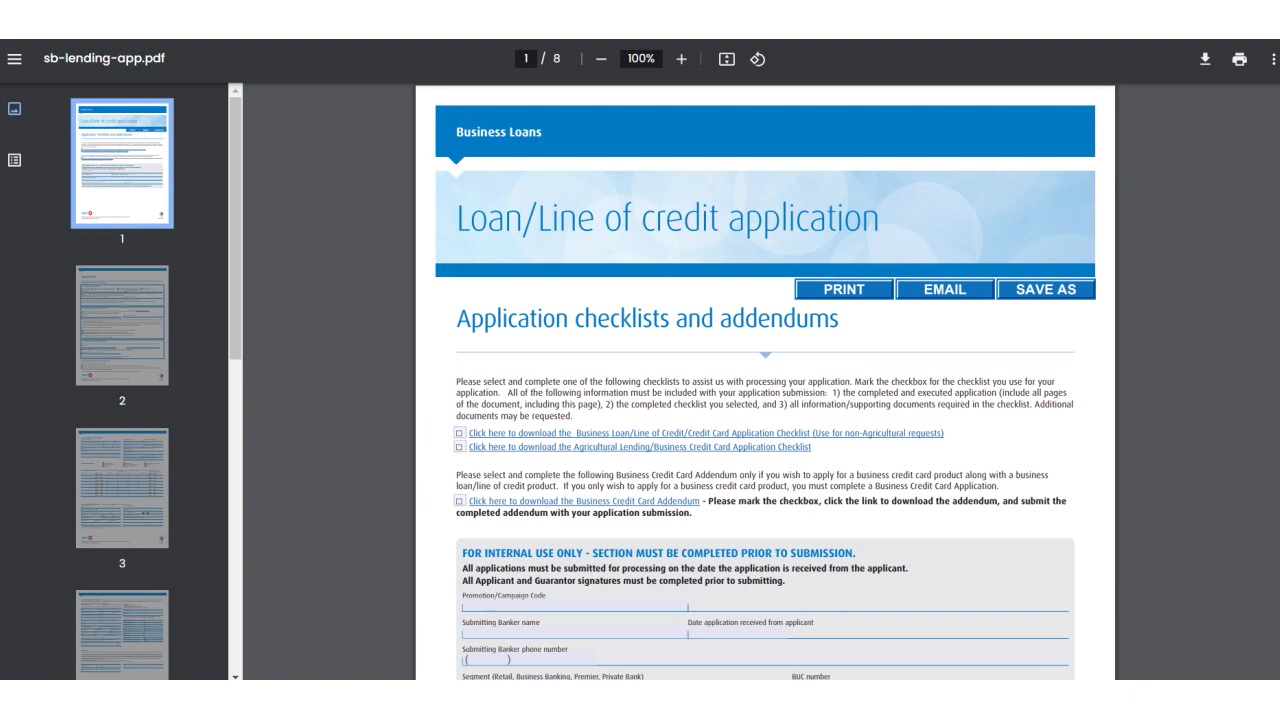 sb-lending-app.pdf
1 / 8
100%
1
2
3
Business Loans
Loan/Line of credit application
PRINT
EMAIL
SAVE AS
Application checklists and addendums
Please select and complete one of the following checklists to assist us with processing your application. Mark the checkbox for the checklist you use for your
application. All of the following information must be included with your application submission: 1) the completed and executed application (include all pages
of the document, including this page), 2) the completed checklist you selected, and 3) all information/supporting documents required in the checklist. Additional
documents may be requested.
Click here to download the Business Loan/Line of Credit/Credit Card Application Checklist (Use for non-Agricultural requests)
Click here to download the Agricultural Lending/Business Credit Card Application Checklist
Please select and complete the following Business Credit Card Addendum only if you wish to apply for a business credit card product along with a business
loan/line of credit product. If you only wish to apply for a business credit card product, you must complete a Business Credit Card Application.
Click here to download the Business Credit Card Addendum - Please mark the checkbox, click the link to download the addendum, and submit the
completed addendum with your application submission.
FOR INTERNAL USE ONLY - SECTION MUST BE COMPLETED PRIOR TO SUBMISSION.
All applications must be submitted for processing on the date the application is received from the applicant.
All Applicant and Guarantor signatures must be completed prior to submitting.
Promotion/Campaign Code
Submitting Banker name
Date application received from applicant
Submitting Banker phone number
( )
Segment (Retail, Business Banking, Premier, Private Bank)
BUC number